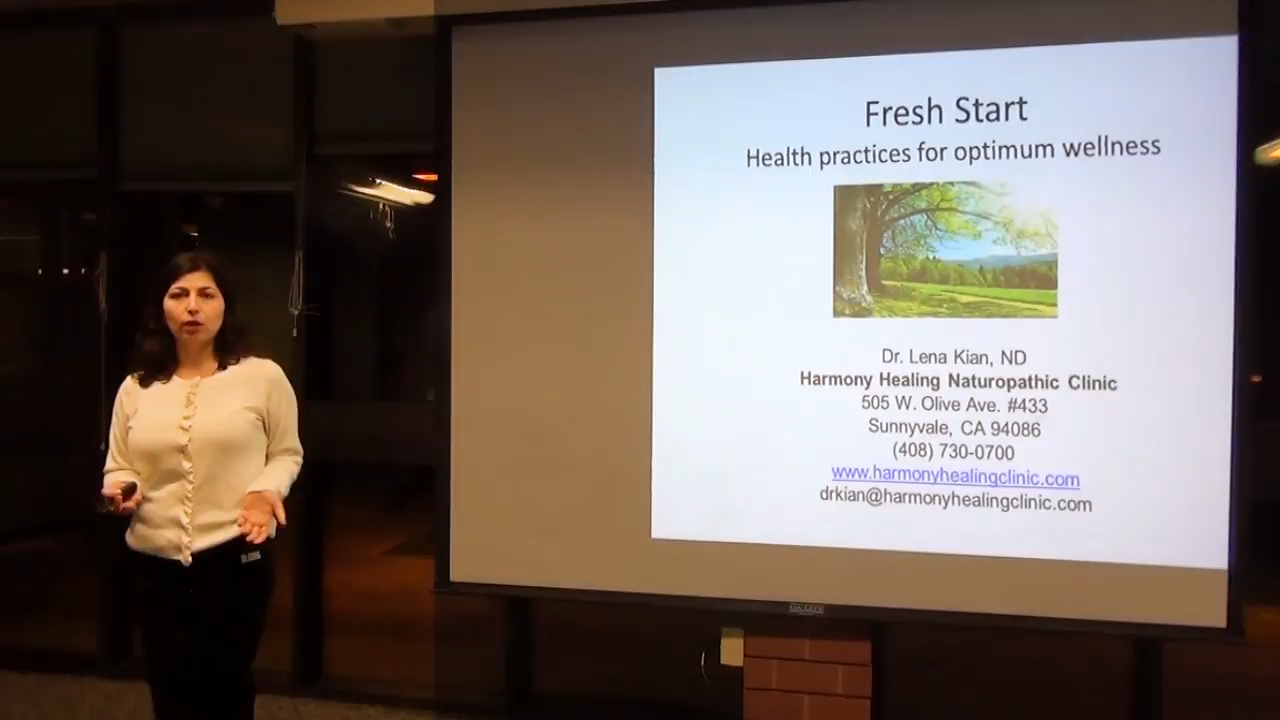 Fresh Start
Health practices for optimum wellness
Dr. Lena Kian, ND
Harmony Healing Naturopathic Clinic
505 W. Olive Ave. #433
Sunnyvale, CA 94086
(408) 730-0700
www.harmonyhealingclinic.com
drkian@harmonyhealingclinic.com